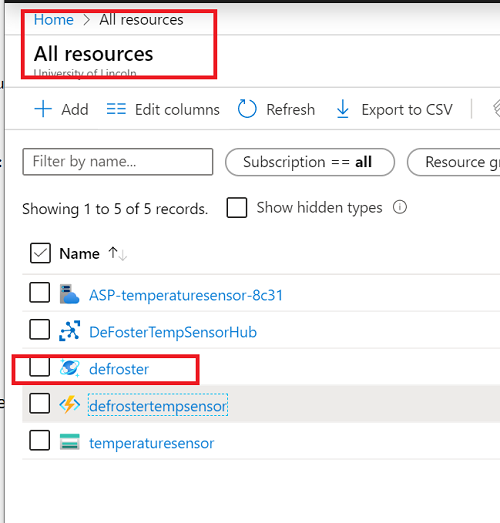 Home > All resources
All resources
University of Lincoln
Add Edit columns Refresh Export to CSV
Filter by name... Subscription == all Resource gr
Showing 1 to 5 of 5 records. Show hidden types
Name
ASP-temperaturesensor-8c31
DeFosterTempSensorHub
defroster
defrostertempsensor
temperaturesensor